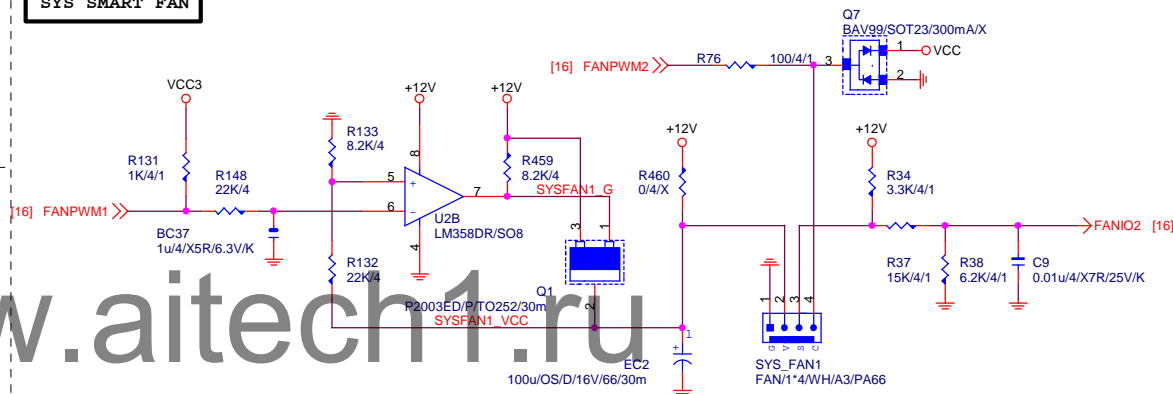 SYS SMART FAN
Q7
BAV99/SOT23/300mA/X
1
VCC
3
2
[16] FANPWM2
R76
100/4/1
VCC3
+12V
+12V
R133
8.2K/4
R131
1K/4/1
R148
22K/4
8
5
+
6
−
7
4
U2B
LM358DR/SO8
R459
8.2K/4
SYSFAN1_G
3
1
+12V
R460
0/4/X
+12V
R34
3.3K/4/1
[16] FANPWM1
BC37
1u/4/X5R/6.3V/K
R132
22K/4
FANIO2 [16]
R37
15K/4/1
R38
6.2K/4/1
C9
0.01u/4/X7R/25V/K
Q1
P2003ED/P/TO252/30m
2
SYSFAN1_VCC
1
+
EC2
100u/OS/D/16V/66/30m
1
2
3
4
G
V
S
C
SYS_FAN1
FAN/1*4/WH/A3/PA66
w.aitech1.ru